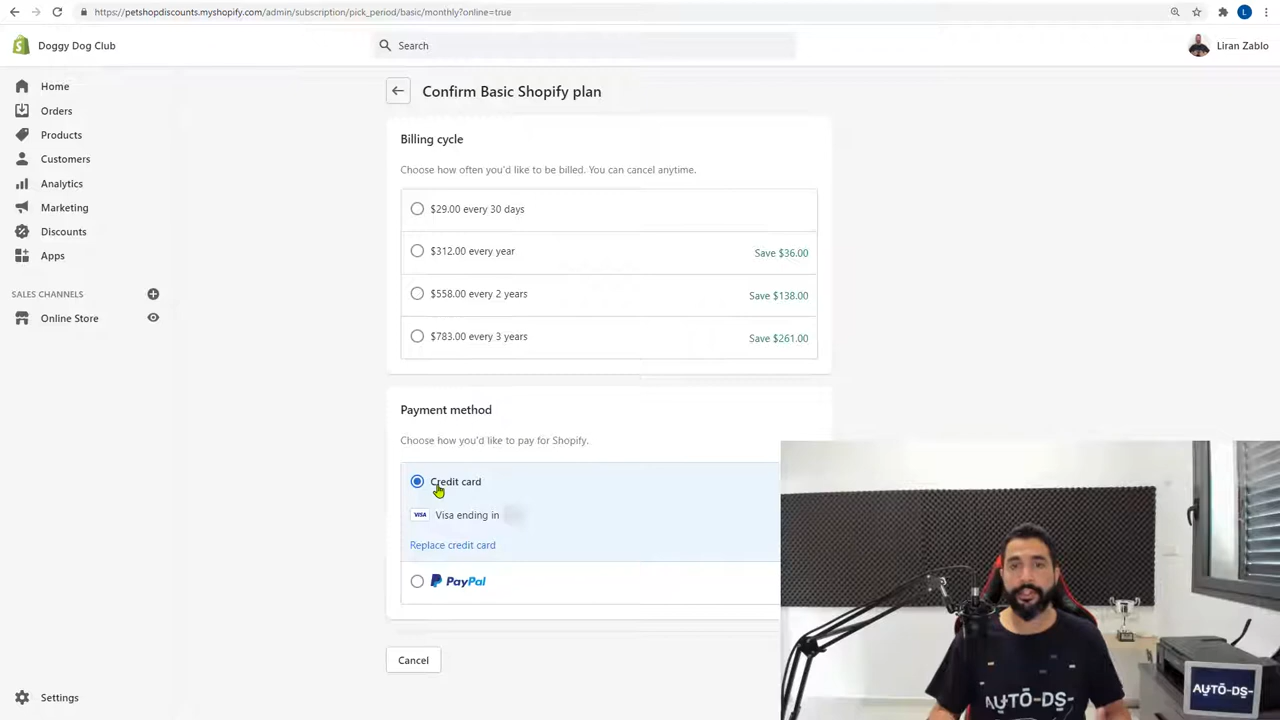 https://petshopdiscounts.myshopify.com/admin/subscription/pick_period/basic/monthly?online=true
L
Doggy Dog Club
Search
Liran Zablo
Home
Orders
Products
Customers
Analytics
Marketing
Discounts
Apps
SALES CHANNELS
Online Store
Settings
Confirm Basic Shopify plan
Billing cycle
Choose how often you'd like to be billed. You can cancel anytime.
$29.00 every 30 days
$312.00 every year Save $36.00
$558.00 every 2 years Save $138.00
$783.00 every 3 years Save $261.00
Payment method
Choose how you'd like to pay for Shopify.
Credit card
VISA Visa ending in
Replace credit card
PayPal
Cancel
AUTO-DS-
AUTO-DS-